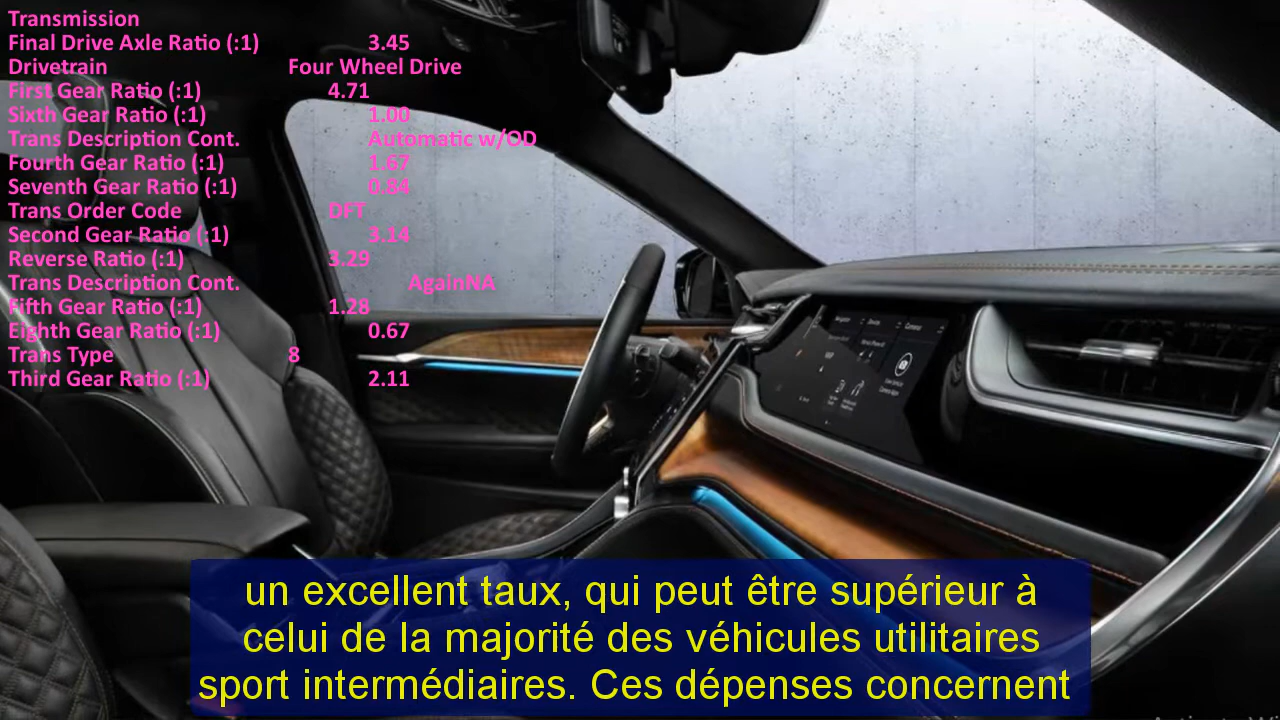 Transmission
Final Drive Axle Ratio (:1) 3.45
Drivetrain Four Wheel Drive
First Gear Ratio (:1) 4.71
Sixth Gear Ratio (:1) 1.00
Trans Description Cont. Automatic w/OD
Fourth Gear Ratio (:1) 1.67
Seventh Gear Ratio (:1) 0.84
Trans Order Code DFT
Second Gear Ratio (:1) 3.14
Reverse Ratio (:1) 3.29
Trans Description Cont. AgainNA
Fifth Gear Ratio (:1) 1.28
Eighth Gear Ratio (:1) 0.67
Trans Type 8
Third Gear Ratio (:1) 2.11
un excellent taux, qui peut être supérieur à
celui de la majorité des véhicules utilitaires
sport intermédiaires. Ces dépenses concernent